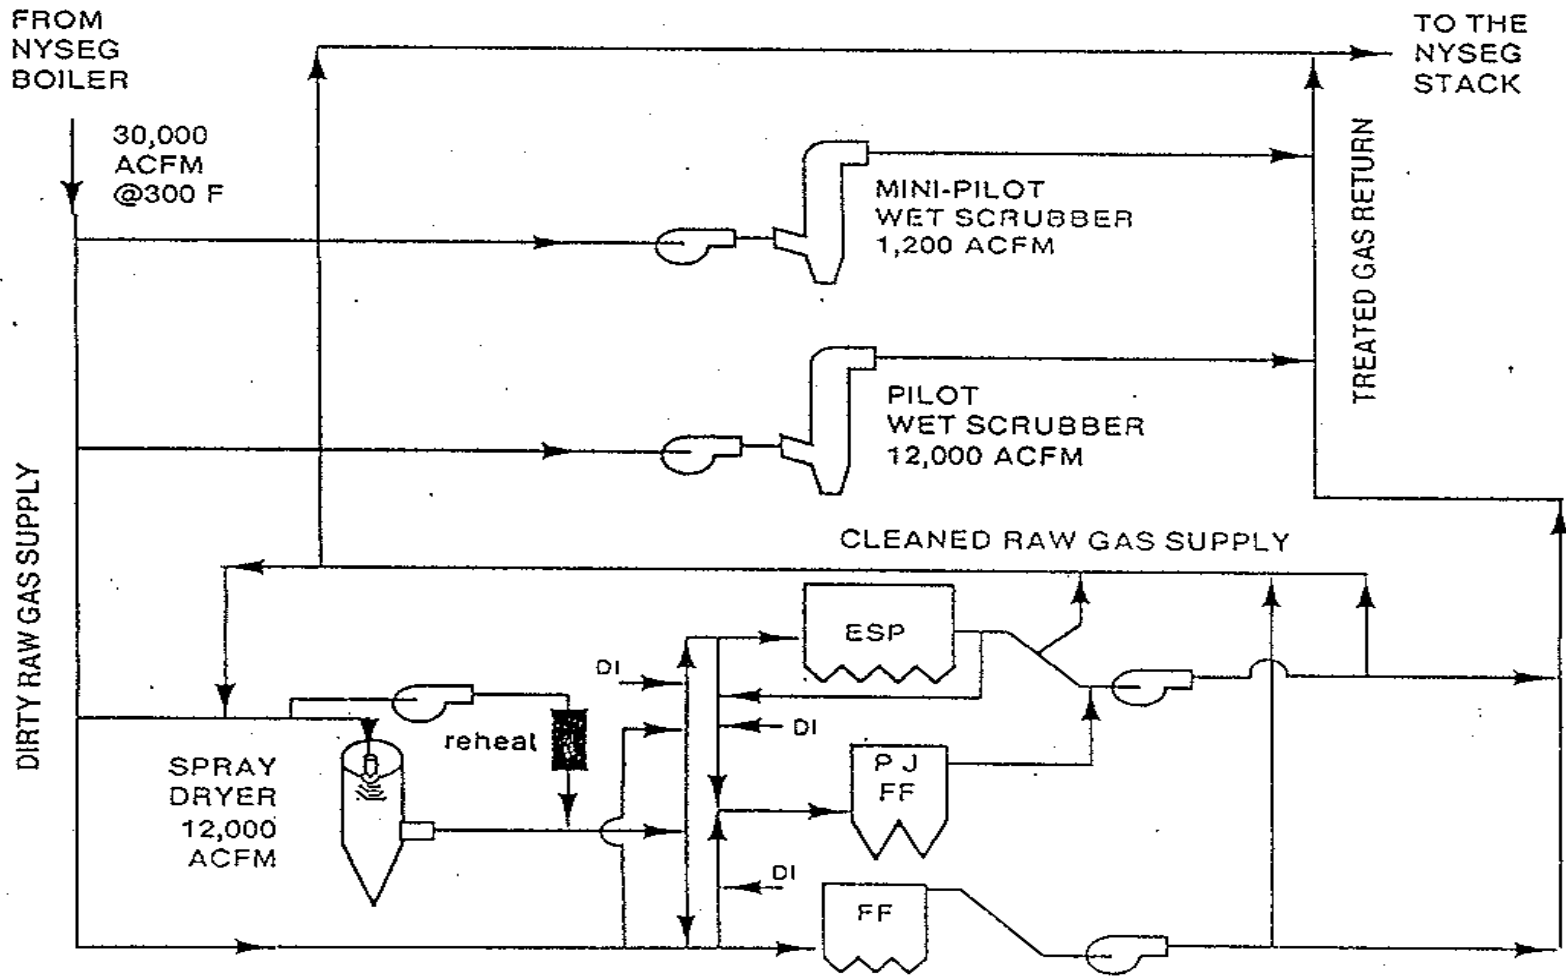 FROM
NYSEG
BOILER
TO THE
NYSEG
STACK
30,000
ACFM
@300 F
MINI-PILOT
WET SCRUBBER
1,200 ACFM
TREATED GAS RETURN
PILOT
WET SCRUBBER
12,000 ACFM
DIRTY RAW GAS SUPPLY
CLEANED RAW GAS SUPPLY
ESP
DI
DI
reheat
SPRAY
DRYER
12,000
ACFM
PJ
FF
DI
FF